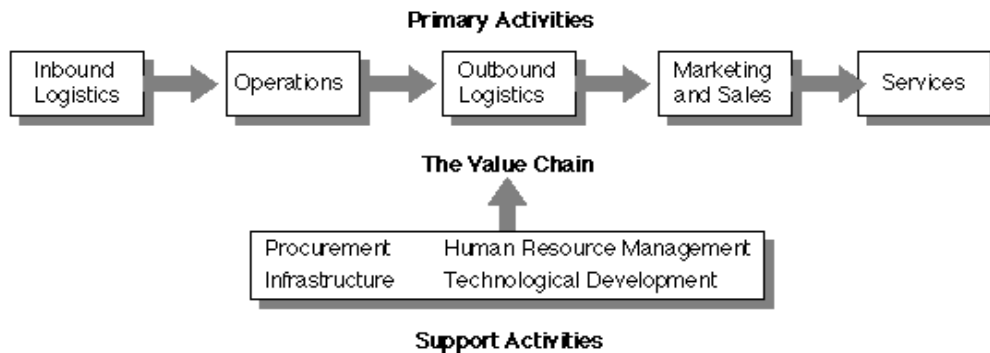 Primary Activities
Inbound
Logistics
Operations
Outbound
Logistics
Marketing
and Sales
Services
The Value Chain
Procurement Human Resource Management
Infrastructure Technological Development
Support Activities